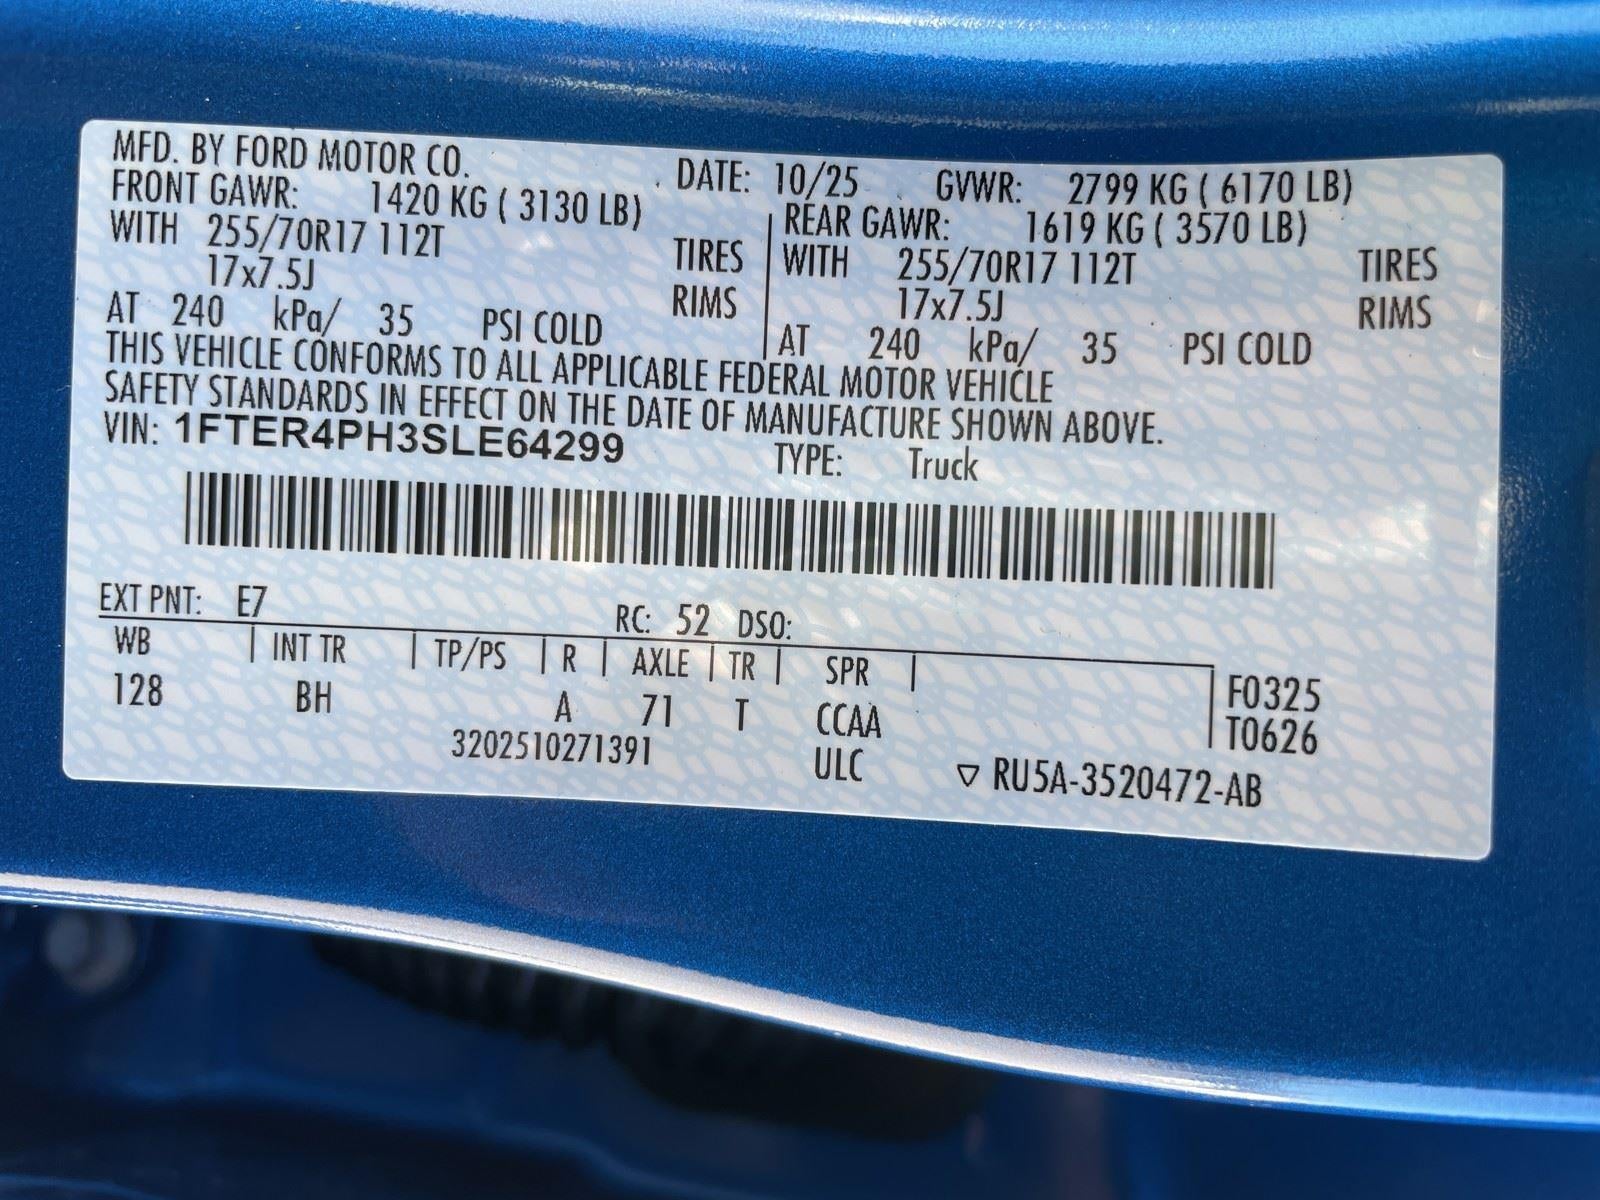 MFD. BY FORD MOTOR CO. DATE: 10/25 GVWR: 2799 KG ( 6170 LB)
FRONT GAWR: 1420 KG ( 3130 LB) REAR GAWR: 1619 KG ( 3570 LB)
WITH 255/70R17 112T TIRES WITH 255/70R17 112T TIRES
17x7.5J RIMS 17x7.5J RIMS
AT 240 kPa/ 35 PSI COLD AT 240 kPa/ 35 PSI COLD
THIS VEHICLE CONFORMS TO ALL APPLICABLE FEDERAL MOTOR VEHICLE
SAFETY STANDARDS IN EFFECT ON THE DATE OF MANUFACTURE SHOWN ABOVE.
VIN: 1FTER4PH3SLE64299 TYPE: Truck
EXT PNT: E7 RC: 52 DSO:
WB INT TR TP/PS R AXLE TR SPR F0325
128 BH A 71 T CCAA T0626
3202510271391 ULC ▽ RU5A-3520472-AB